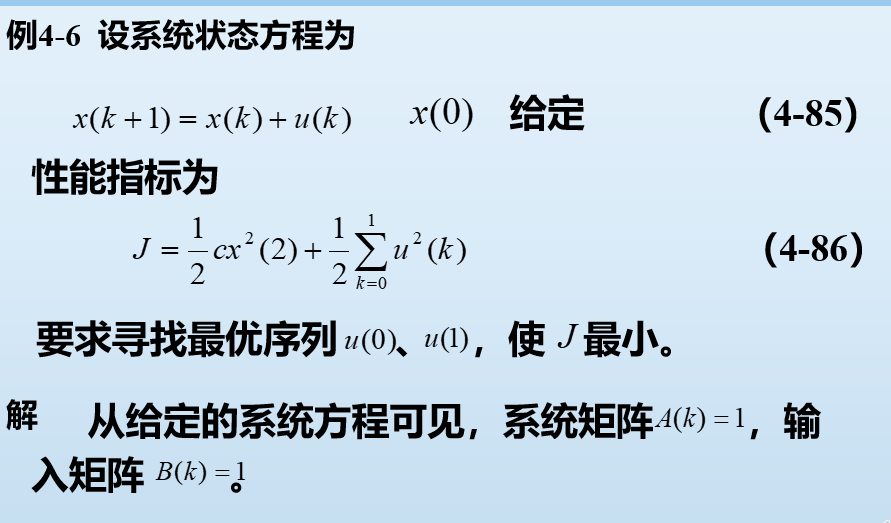 例4-6 设系统状态方程为
x(k+1) = x(k) + u(k) x(0) 给定 （4-85）
性能指标为
J = \frac{1}{2}cx^2(2) + \frac{1}{2}\sum_{k=0}^{1}u^2(k) （4-86）
要求寻找最优序列 u(0)、u(1)，使 J 最小。
解 从给定的系统方程可见，系统矩阵 A(k) = 1，输
入矩阵 B(k) = 1。